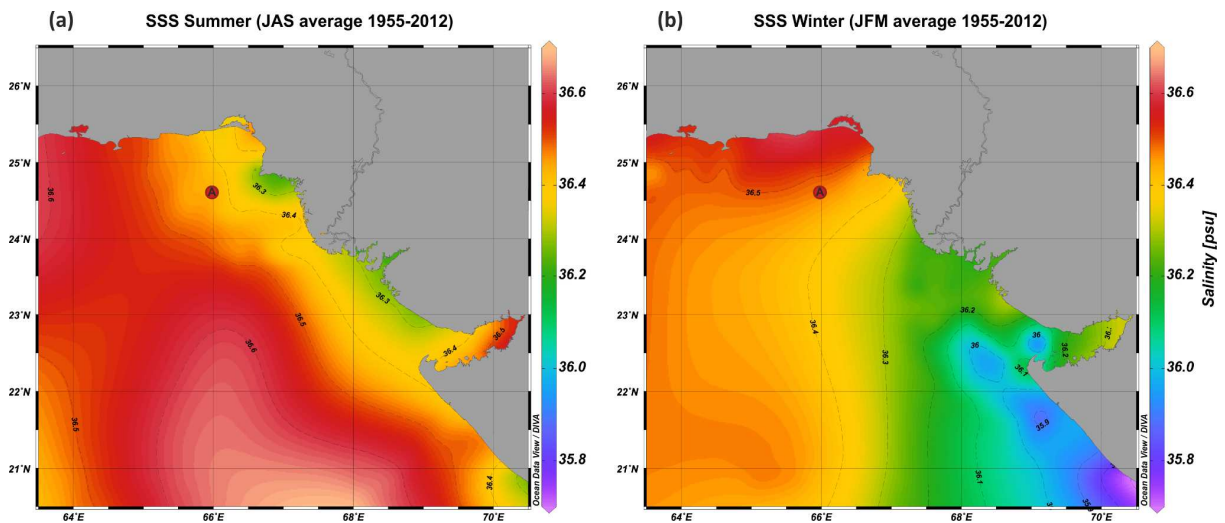 (a) SSS Summer (JAS average 1955-2012)
26˚N
25˚N
24˚N
23˚N
22˚N
21˚N
64˚E
66˚E
68˚E
70˚E
36.6
A
36.3
36.4
36.3
36.5
36.6
36.4
36.5
36.5
36.4
Ocean Data View / DIVA
36.6
36.4
36.2
36.0
35.8
(b) SSS Winter (JFM average 1955-2012)
26˚N
25˚N
24˚N
23˚N
22˚N
21˚N
64˚E
66˚E
68˚E
70˚E
36.5
A
36.4
36.3
36.2
36
36
36.2
36.1
35.9
36.1
Ocean Data View / DIVA
36.6
36.4
36.2
36.0
35.8
Salinity [psu]